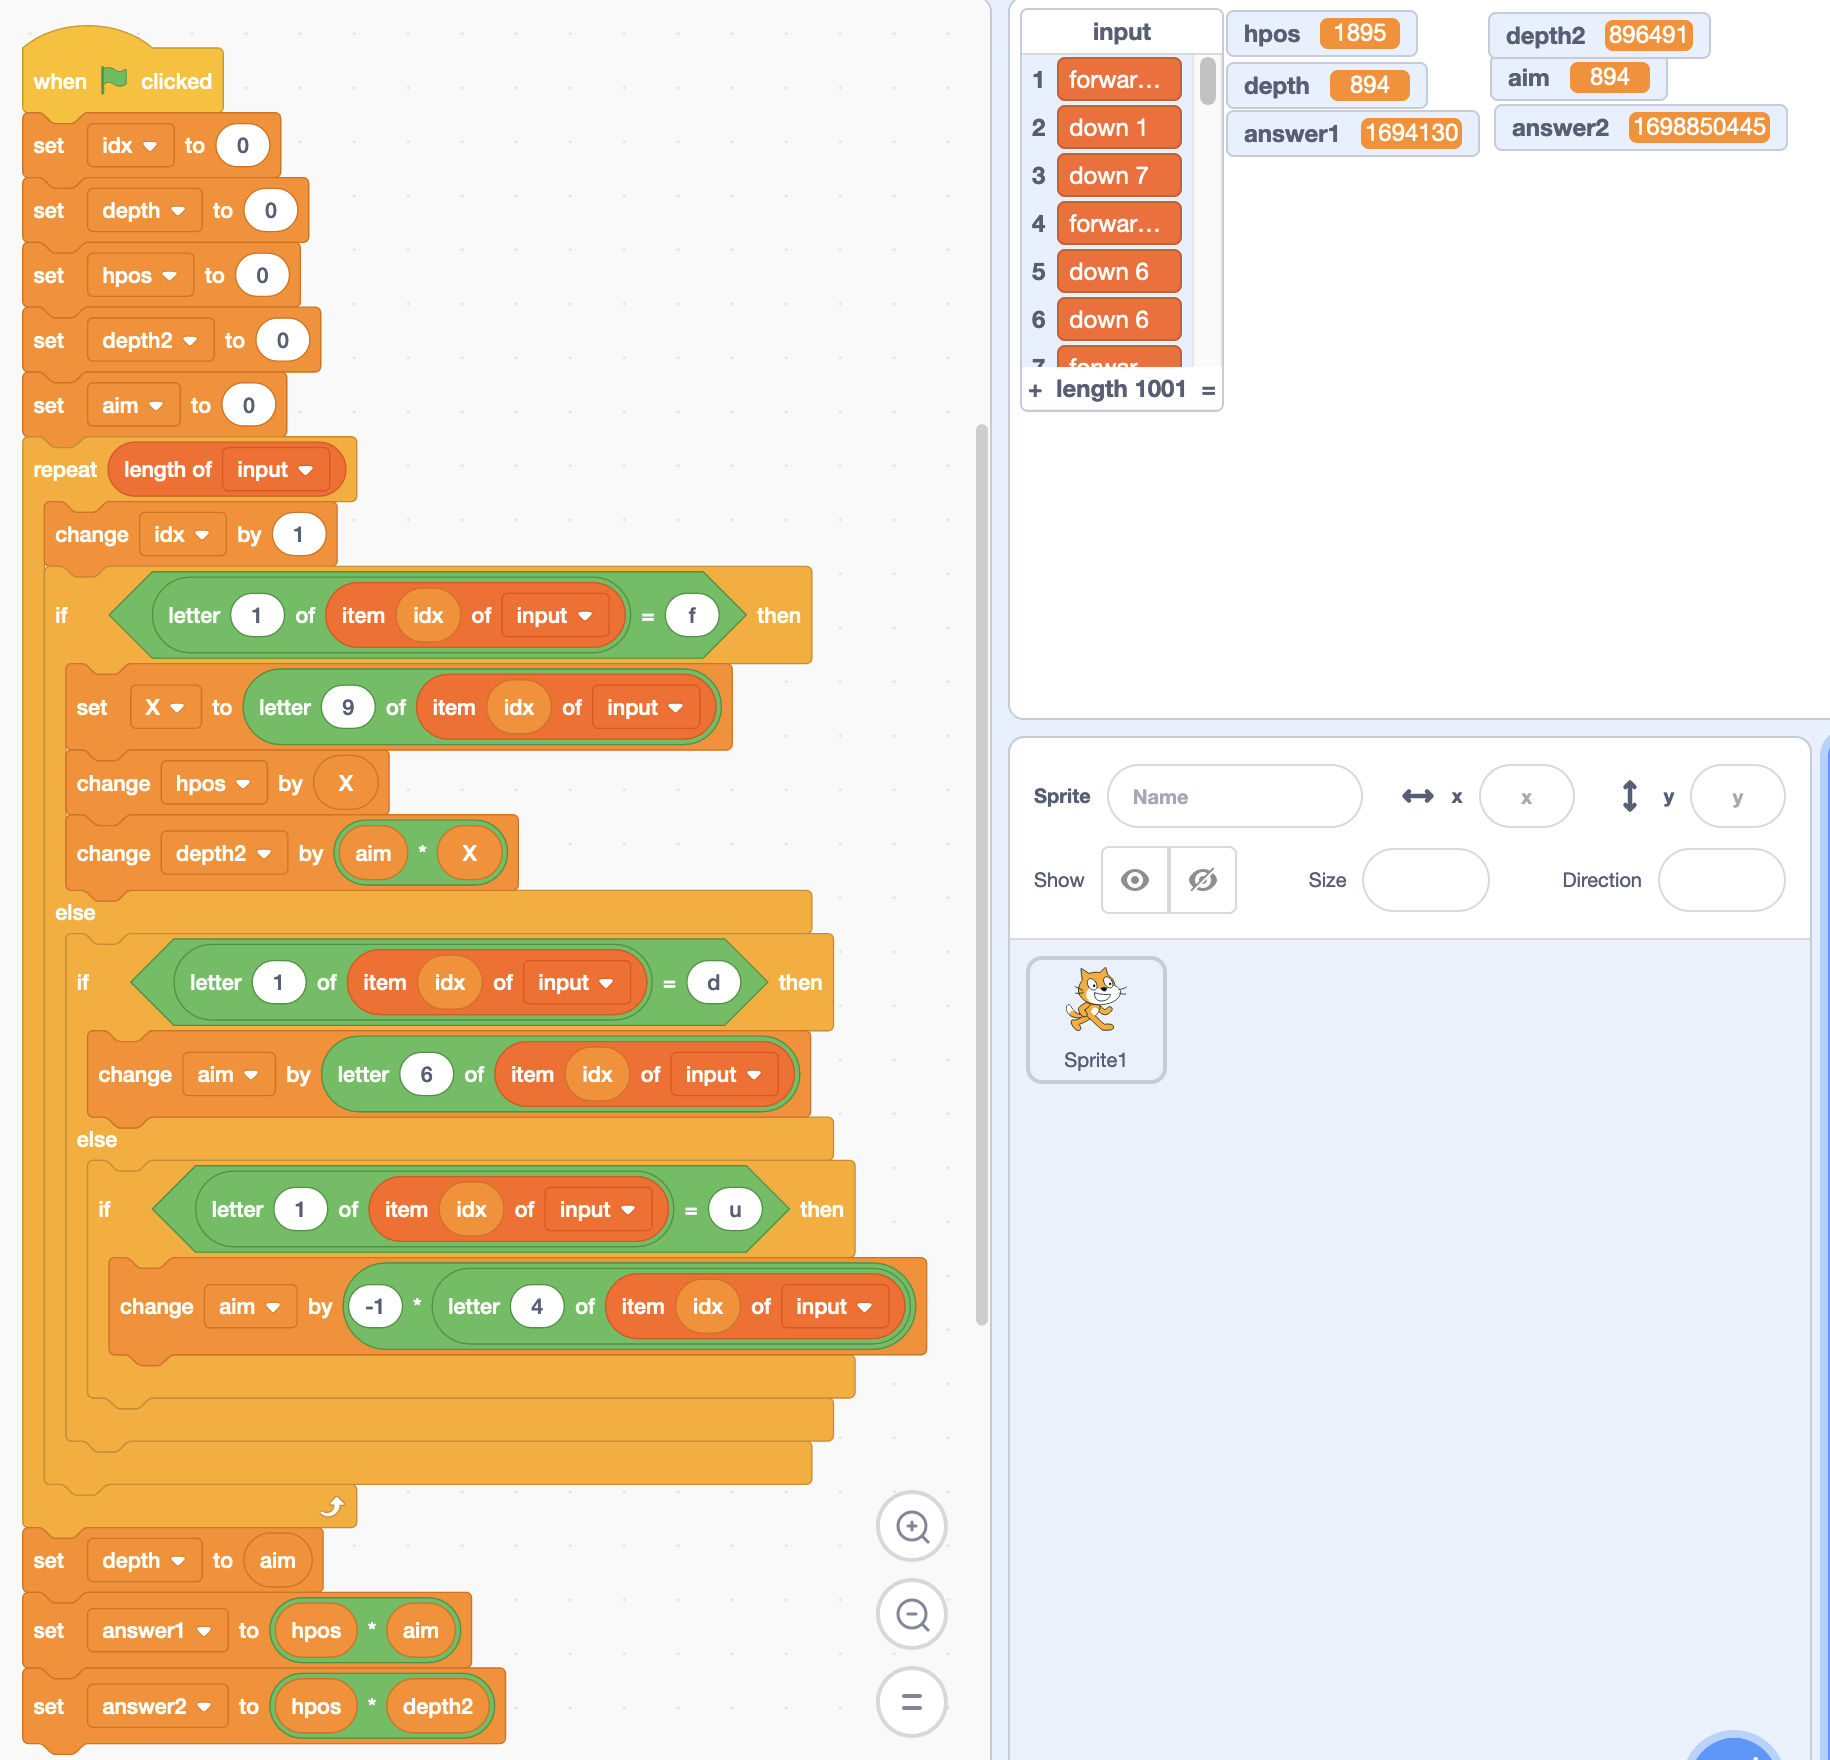 when clicked
set idx to 0
set depth to 0
set hpos to 0
set depth2 to 0
set aim to 0
repeat length of input
change idx by 1
if letter 1 of item idx of input = f then
set X to letter 9 of item idx of input
change hpos by X
change depth2 by aim * X
else
if letter 1 of item idx of input = d then
change aim by letter 6 of item idx of input
else
if letter 1 of item idx of input = u then
change aim by -1 * letter 4 of item idx of input
set depth to aim
set answer1 to hpos * aim
set answer2 to hpos * depth2
input
1 forwar...
2 down 1
3 down 7
4 forwar...
5 down 6
6 down 6
7 forwar...
+ length 1001 =
hpos 1895
depth 894
answer1 1694130
depth2 896491
aim 894
answer2 1698850445
Sprite Name x x y y
Show Size Direction
Sprite1